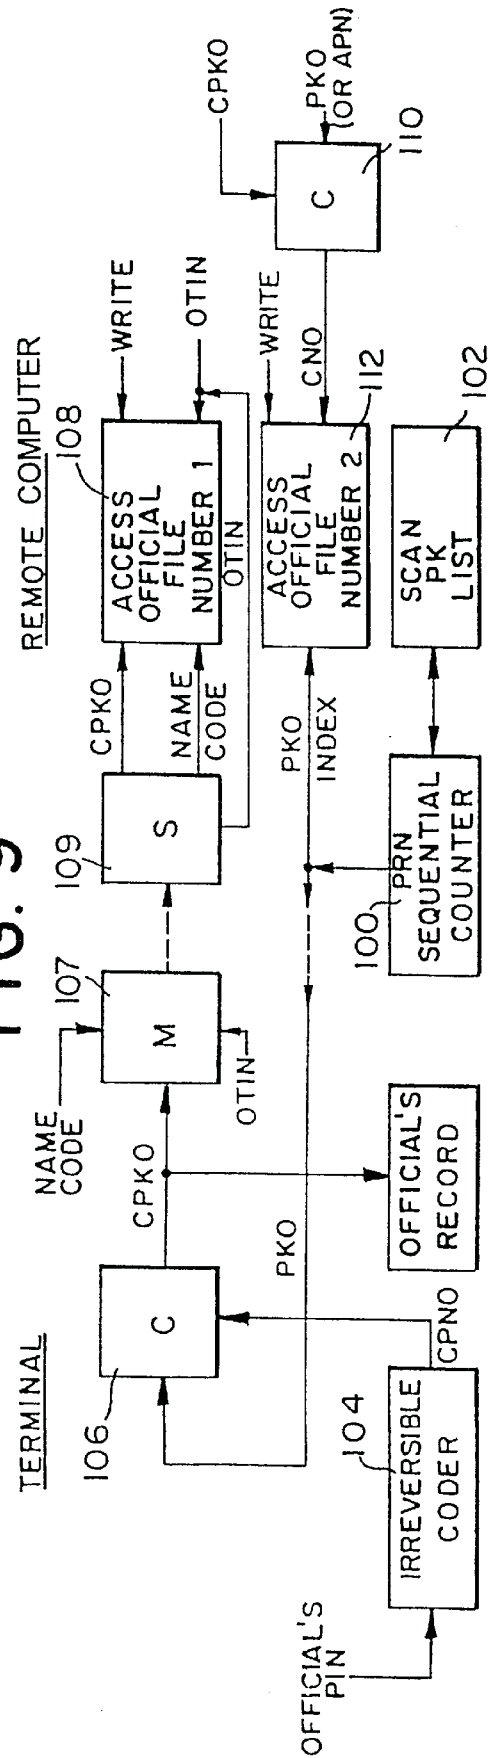 FIG. 9
TERMINAL
REMOTE COMPUTER
OFFICIAL'S
PIN
104
IRREVERSIBLE
CODER
CPNO
106
C
CPKO
PKO
OFFICIAL'S
RECORD
NAME
CODE
107
M
OTIN
109
S
CPKO
NAME
CODE
OTIN
108
ACCESS
OFFICIAL
FILE
NUMBER 1
WRITE
OTIN
PKO
INDEX
100
PRN
SEQUENTIAL
COUNTER
ACCESS
OFFICIAL
FILE
NUMBER 2
112
WRITE
CNO
SCAN
PK
LIST
102
CPKO
C
110
PKO
(OR APN)